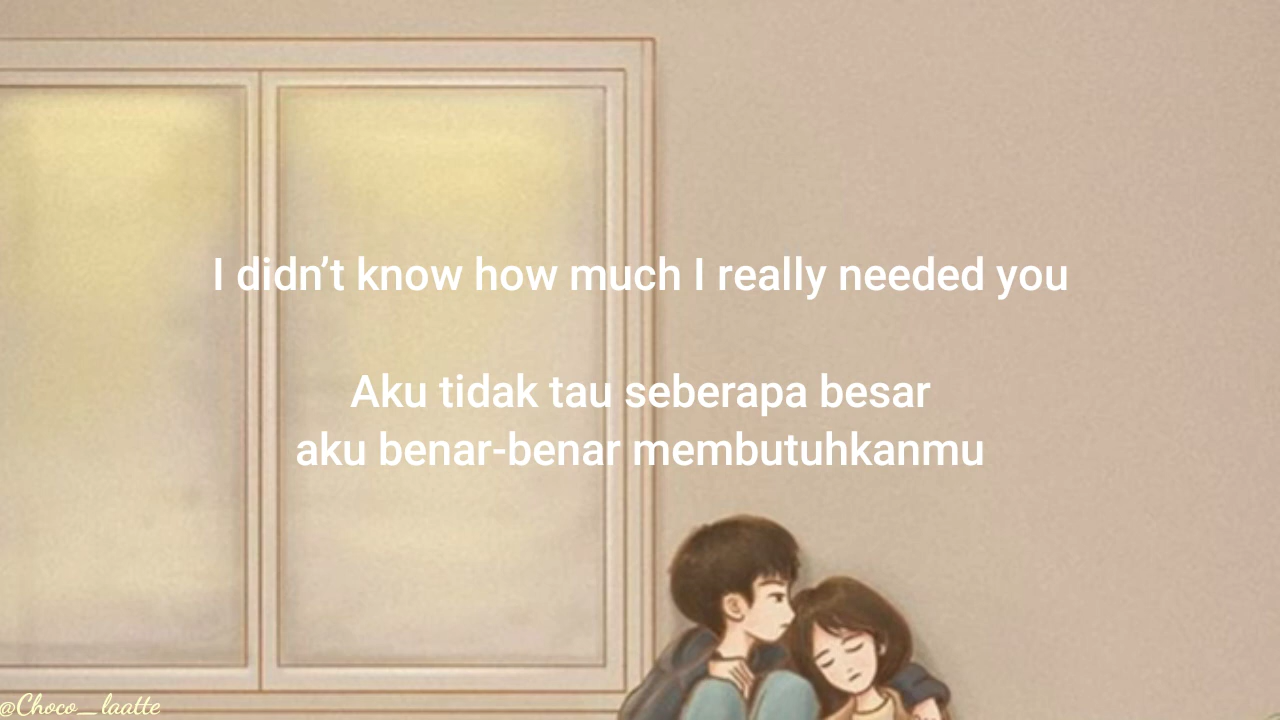 I didn’t know how much I really needed you
Aku tidak tau seberapa besar
aku benar-benar membutuhkanmu
@Choco_laatte